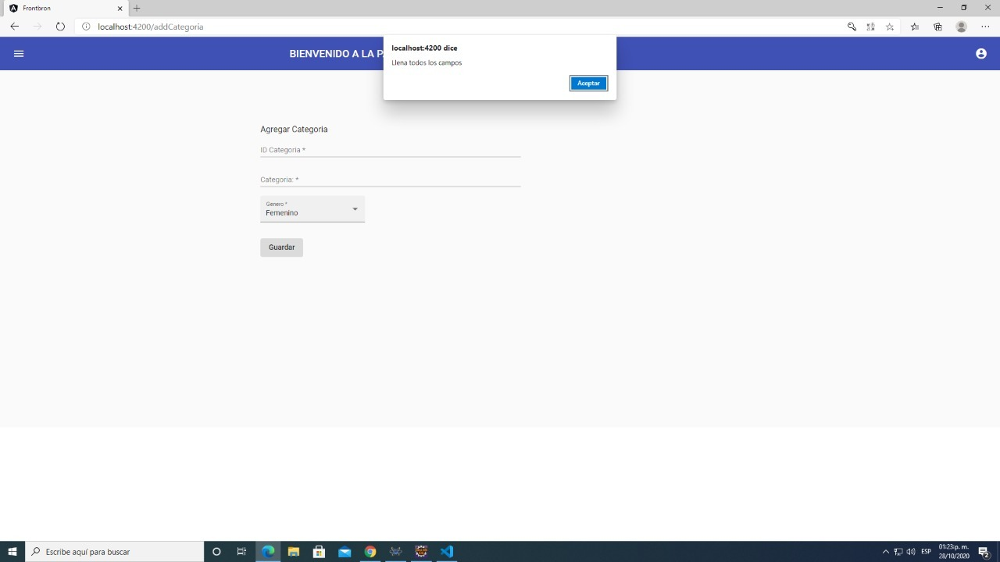 Frontbron
localhost:4200/addCategoria
BIENVENIDO A LA P
localhost:4200 dice
Llena todos los campos
Aceptar
Agregar Categoria
ID Categoria *
Categoria: *
Genero *
Femenino
Guardar
Escribe aquí para buscar
ESP
01:23 p. m.
28/10/2020
2